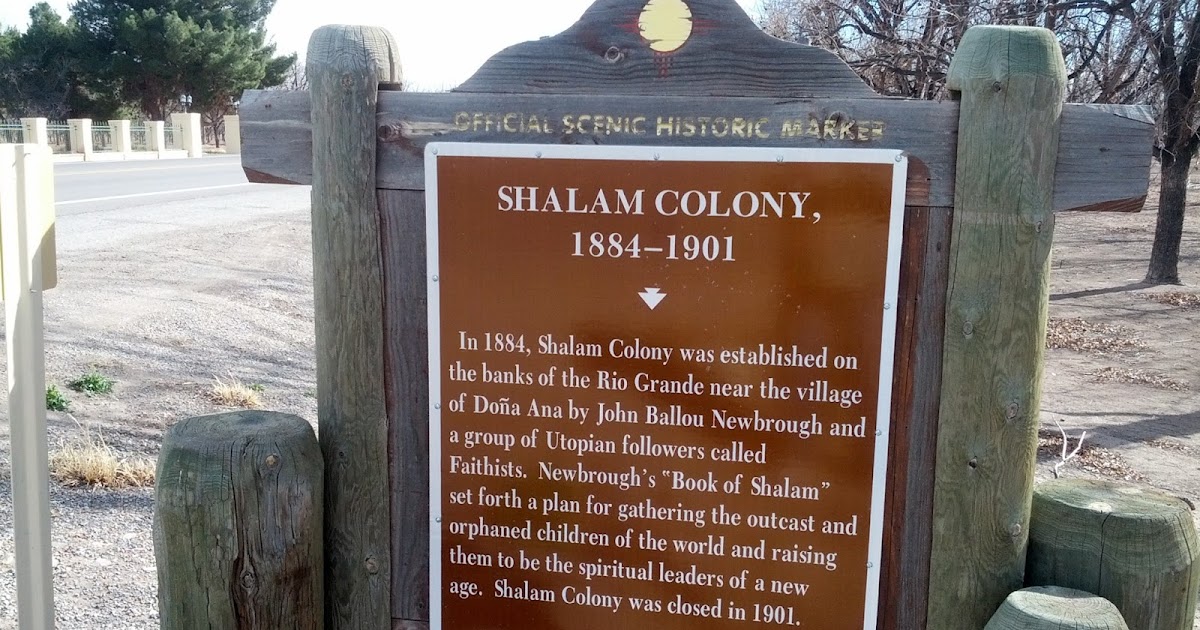 OFFICIAL SCENIC HISTORIC MARKER
SHALAM COLONY,
1884–1901
In 1884, Shalam Colony was established on
the banks of the Rio Grande near the village
of Doña Ana by John Ballou Newbrough and
a group of Utopian followers called
Faithists. Newbrough's "Book of Shalam"
set forth a plan for gathering the outcast and
orphaned children of the world and raising
them to be the spiritual leaders of a new
age. Shalam Colony was closed in 1901.